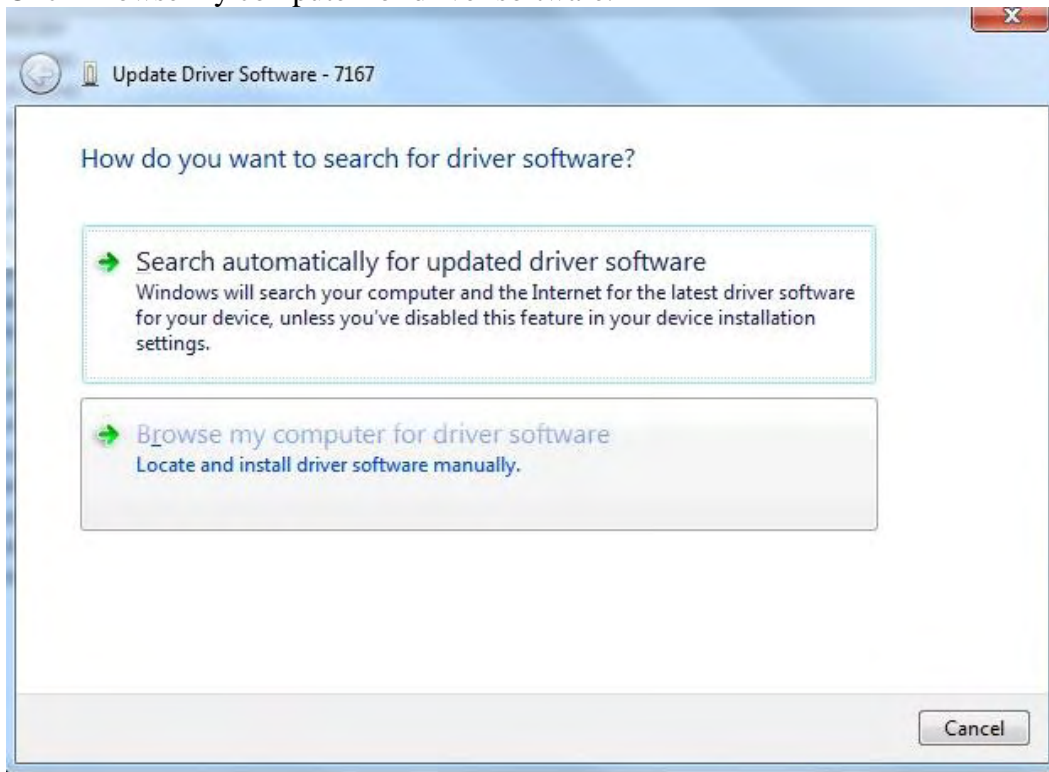 Update Driver Software - 7167
How do you want to search for driver software?
Search automatically for updated driver software
Windows will search your computer and the Internet for the latest driver software
for your device, unless you've disabled this feature in your device installation
settings.
Browse my computer for driver software
Locate and install driver software manually.
Cancel